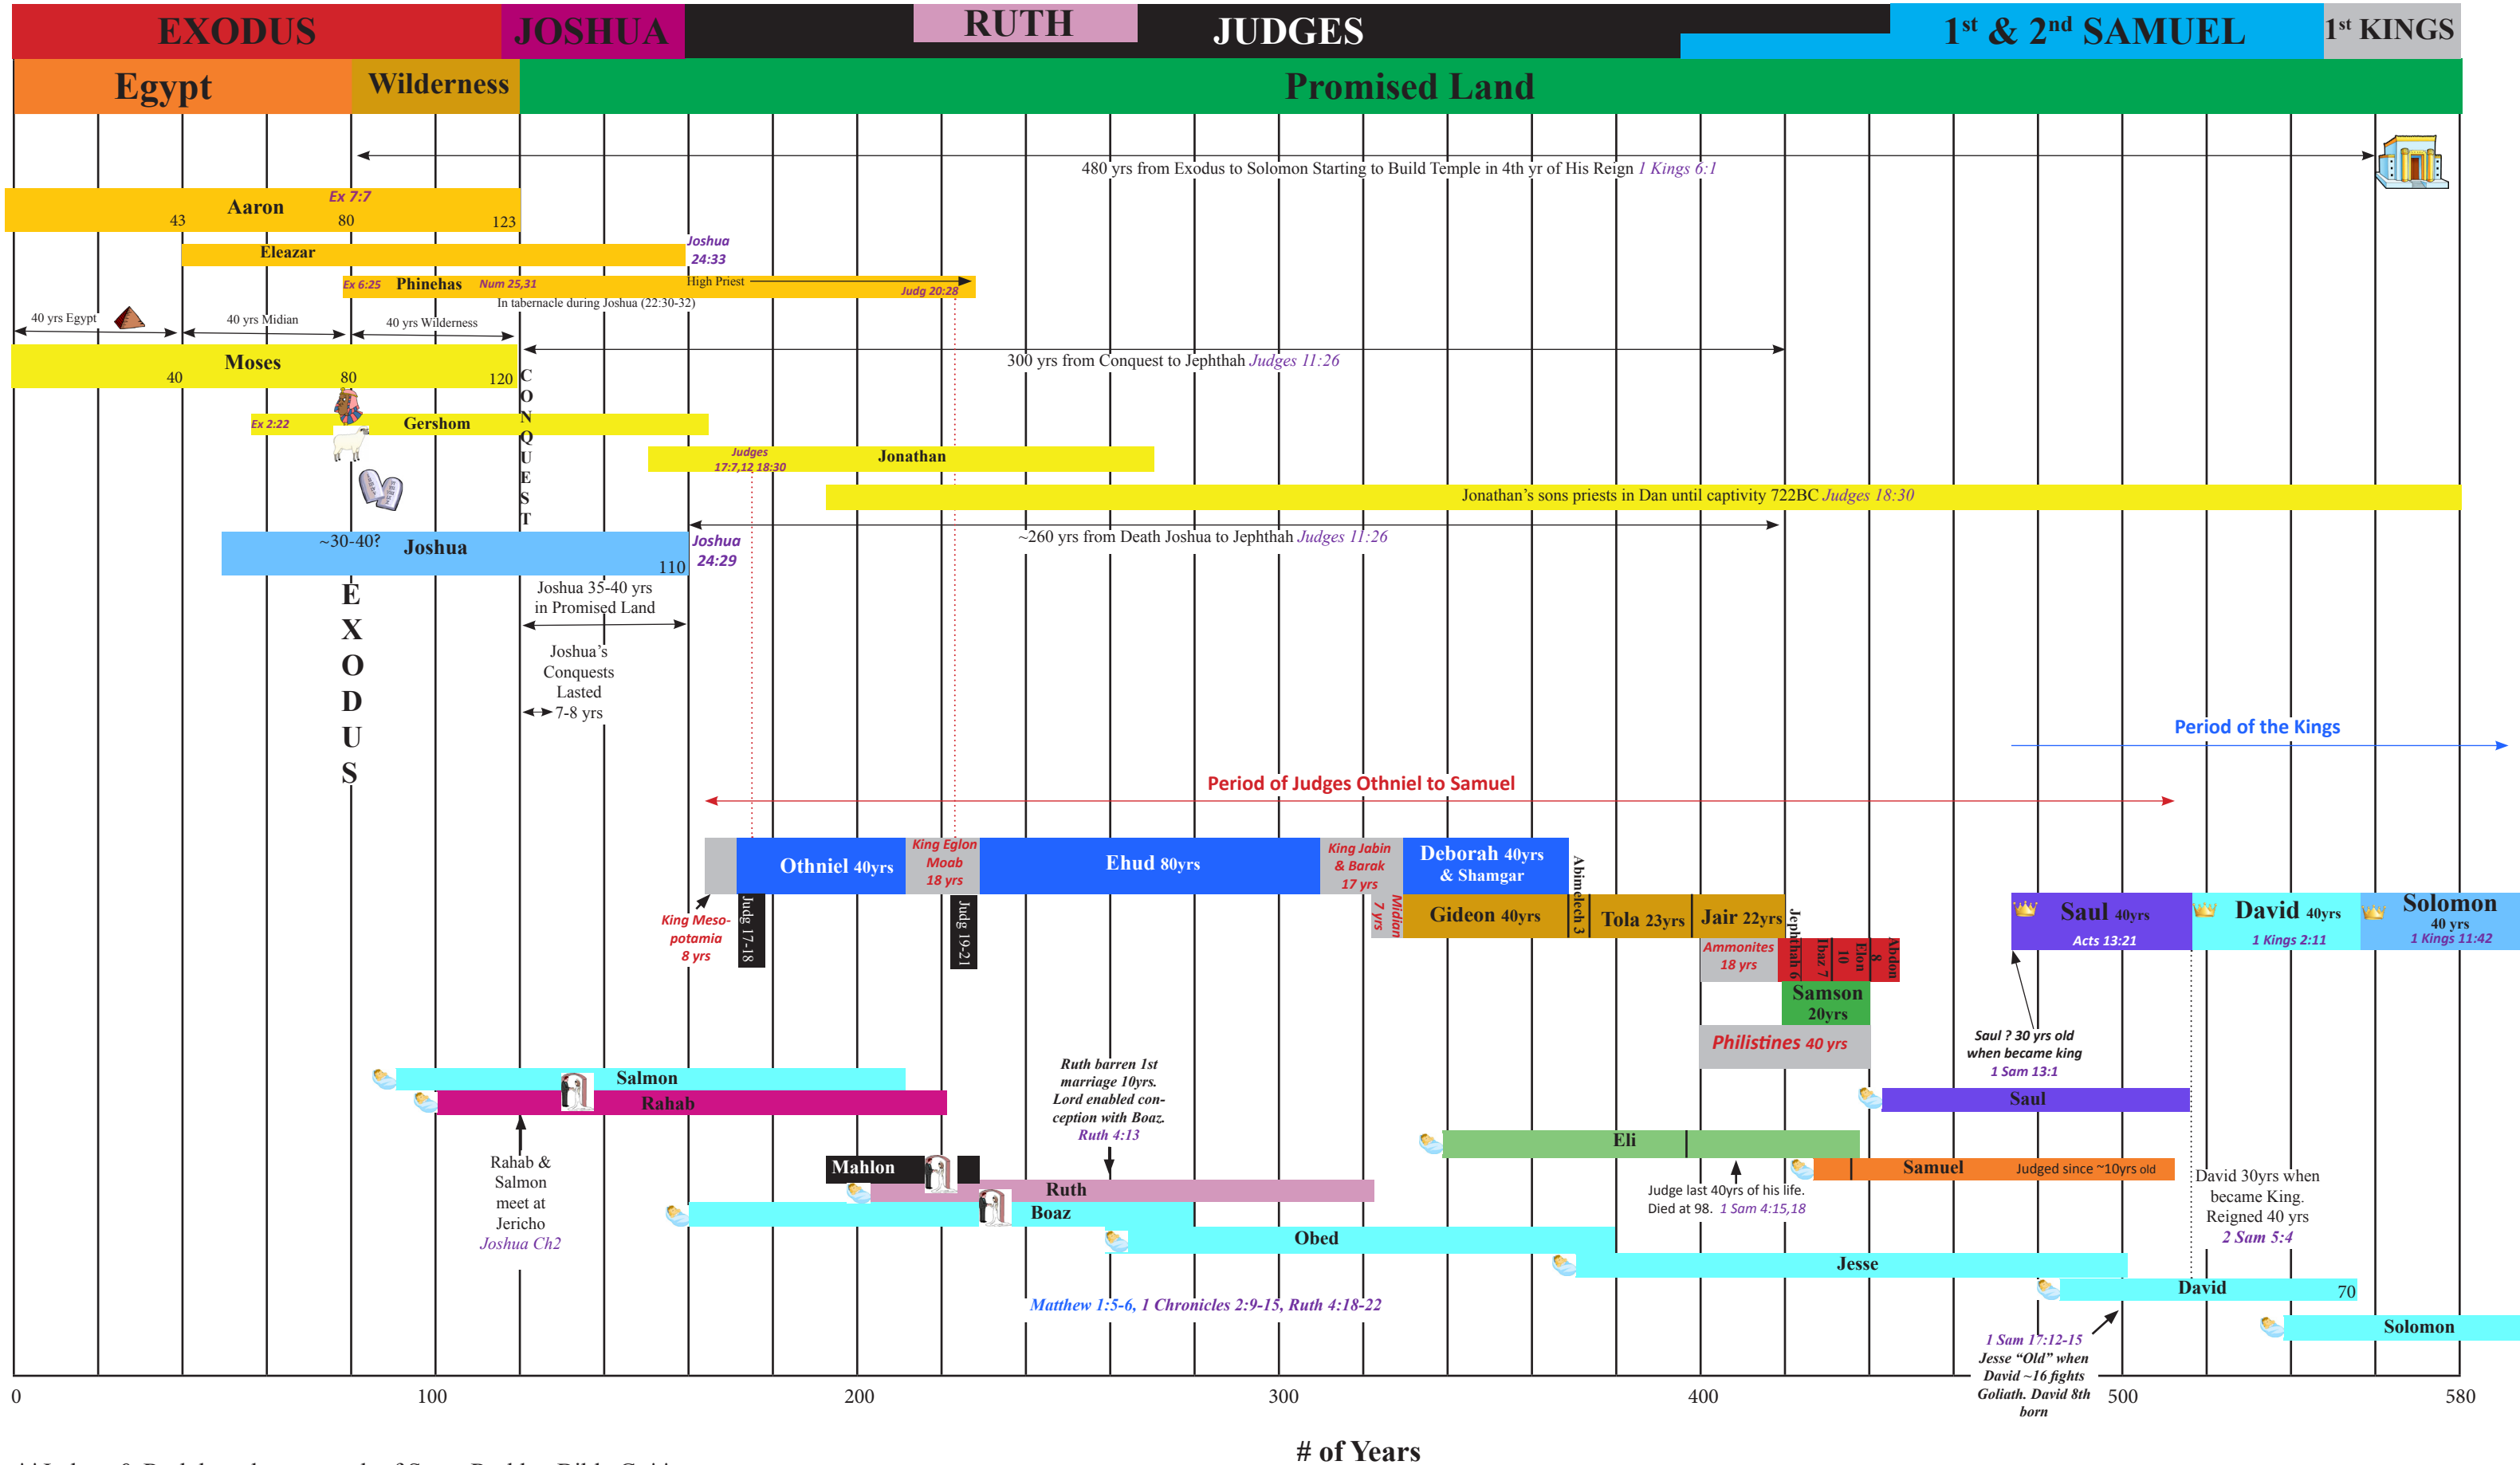 EXODUS
JOSHUA
RUTH
JUDGES
1st & 2nd SAMUEL
1st KINGS
Egypt
Wilderness
Promised Land
480 yrs from Exodus to Solomon Starting to Build Temple in 4th yr of His Reign 1 Kings 6:1
Ex 7:7
Aaron
43
80
123
Eleazar
Joshua
24:33
Ex 6:25
Phinehas
Num 25,31
High Priest
Judg 20:28
In tabernacle during Joshua (22:30-32)
40 yrs Egypt
40 yrs Midian
40 yrs Wilderness
Moses
40
80
120
CONQUEST
300 yrs from Conquest to Jephthah Judges 11:26
Ex 2:22
Gershom
Judges
17:7,12 18:30
Jonathan
Jonathan’s sons priests in Dan until captivity 722BC Judges 18:30
~30-40?
Joshua
110
Joshua
24:29
~260 yrs from Death Joshua to Jephthah Judges 11:26
EXODUS
Joshua 35-40 yrs
in Promised Land
Joshua’s
Conquests
Lasted
7-8 yrs
Period of the Kings
Period of Judges Othniel to Samuel
Othniel 40yrs
King Eglon
Moab
18 yrs
Ehud 80yrs
King Jabin
& Barak
17 yrs
Deborah 40yrs
& Shamgar
Abimelech 3
King Meso-
potamia
8 yrs
Judg 17-18
Judg 19-21
Midian
7 yrs
Gideon 40yrs
Tola 23yrs
Jair 22yrs
Jephthah 6
Ammonites
18 yrs
Ibaz 7
Elon
10
Abdon
8
Samson
20yrs
Philistines 40 yrs
Saul 40yrs
Acts 13:21
David 40yrs
1 Kings 2:11
Solomon
40 yrs
1 Kings 11:42
Saul ? 30 yrs old
when became king
1 Sam 13:1
Salmon
Rahab
Saul
Rahab &
Salmon
meet at
Jericho
Joshua Ch2
Ruth barren 1st
marriage 10yrs.
Lord enabled con-
ception with Boaz.
Ruth 4:13
Eli
Mahlon
Samuel
Judged since ~10yrs old
Ruth
Judge last 40yrs of his life.
Died at 98. 1 Sam 4:15,18
David 30yrs when
became King.
Reigned 40 yrs
2 Sam 5:4
Boaz
Obed
Jesse
David
70
Matthew 1:5-6, 1 Chronicles 2:9-15, Ruth 4:18-22
Solomon
1 Sam 17:12-15
Jesse “Old” when
David ~16 fights
Goliath. David 8th
born
0
100
200
300
400
500
580
# of Years